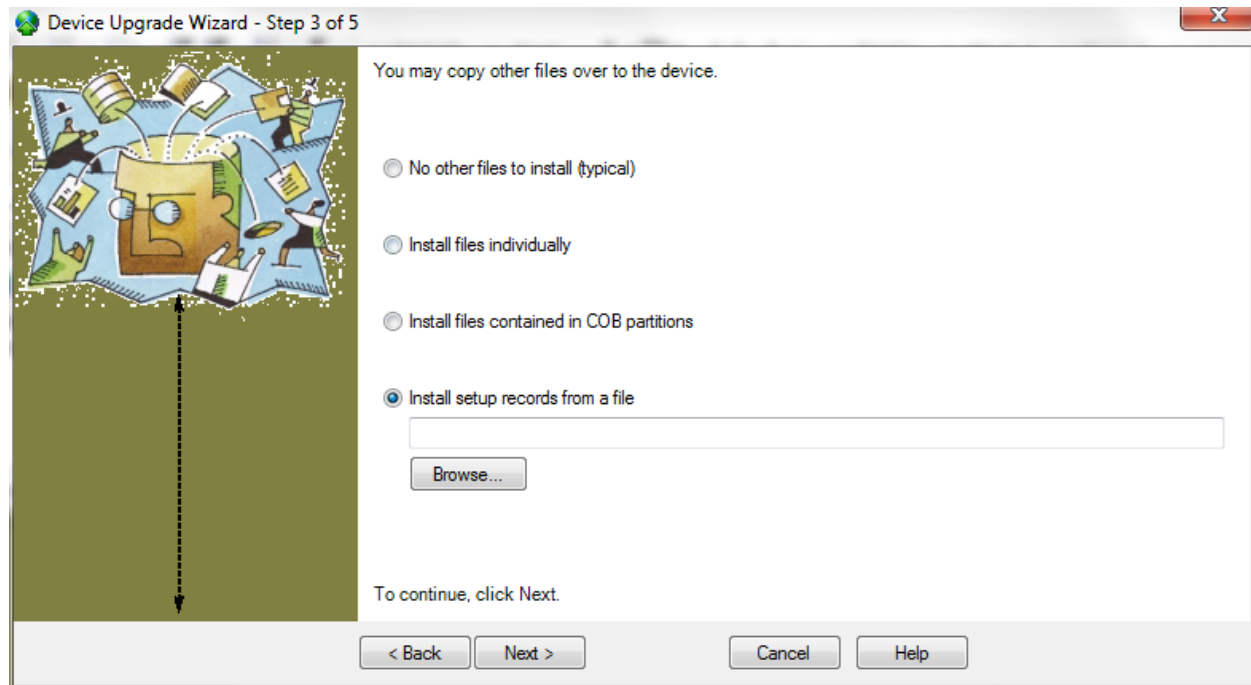 Device Upgrade Wizard - Step 3 of 5
You may copy other files over to the device.
No other files to install (typical)
Install files individually
Install files contained in COB partitions
Install setup records from a file
Browse...
To continue, click Next.
< Back Next > Cancel Help